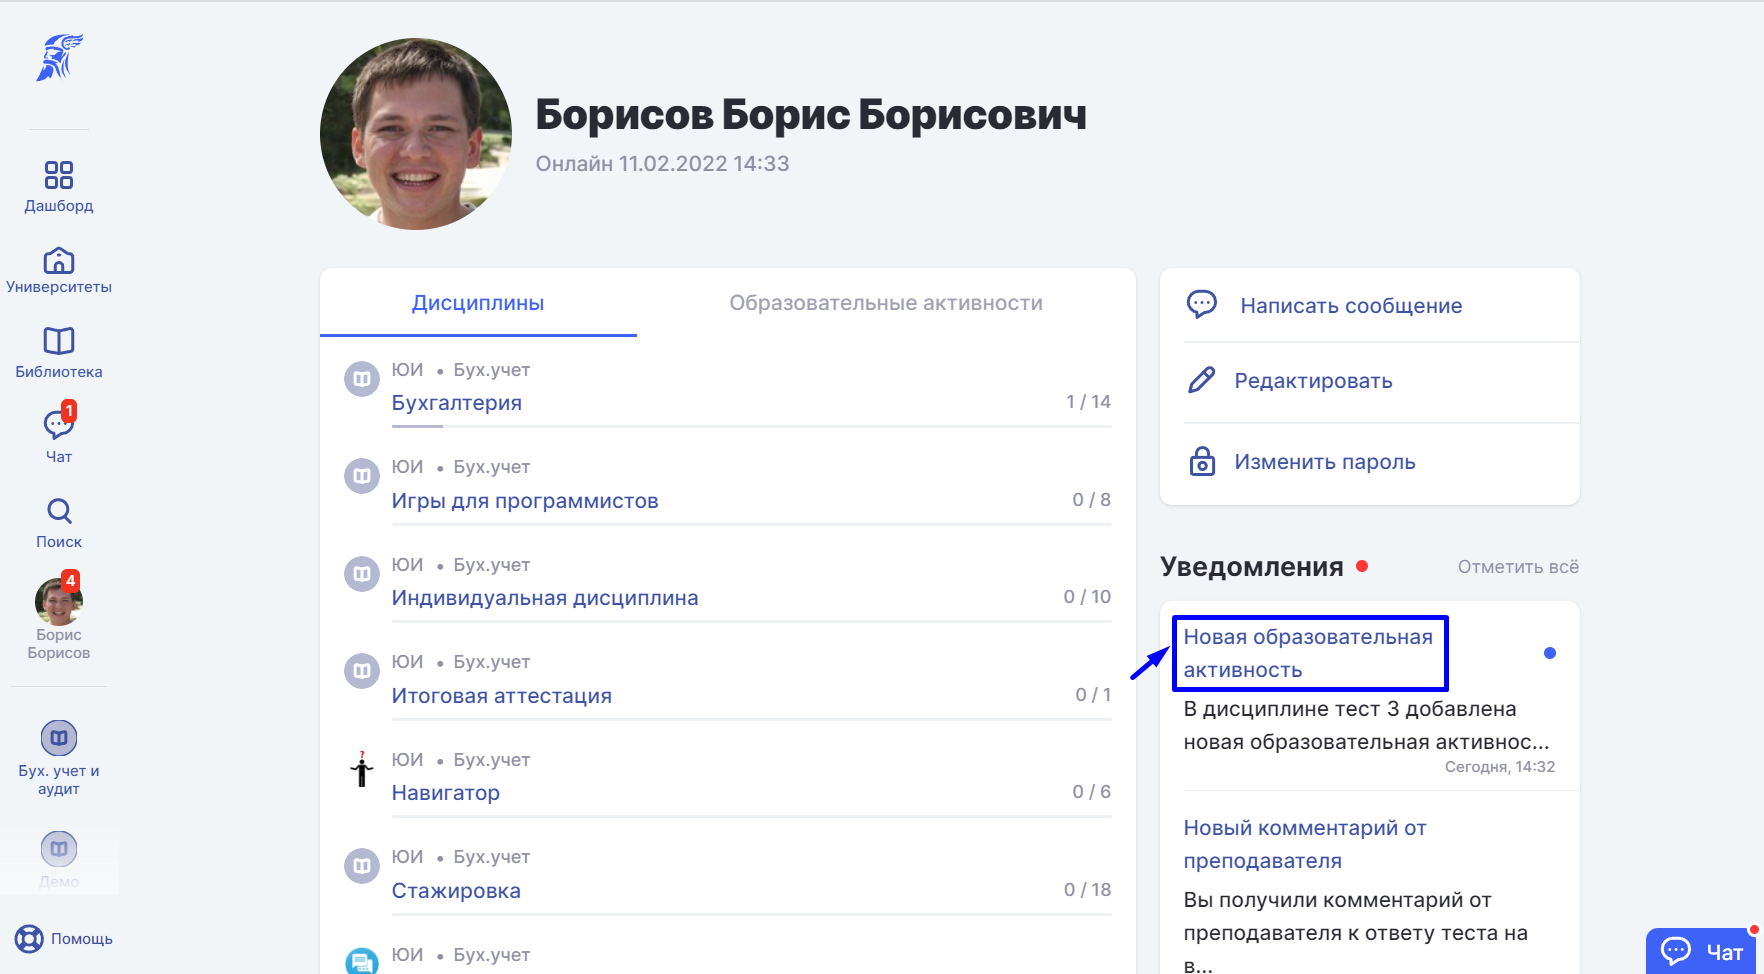 Дашборд
Университеты
Библиотека
1
Чат
Поиск
4
Борис
Борисов
Бух. учет и
аудит
Демо
Помощь
Борисов Борис Борисович
Онлайн 11.02.2022 14:33
Дисциплины
Образовательные активности
ЮИ • Бух.учет
Бухгалтерия
1 / 14
ЮИ • Бух.учет
Игры для программистов
0 / 8
ЮИ • Бух.учет
Индивидуальная дисциплина
0 / 10
ЮИ • Бух.учет
Итоговая аттестация
0 / 1
?
ЮИ • Бух.учет
Навигатор
0 / 6
ЮИ • Бух.учет
Стажировка
0 / 18
ЮИ • Бух.учет
Написать сообщение
Редактировать
Изменить пароль
Уведомления
Отметить всё
Новая образовательная
активность
В дисциплине тест 3 добавлена
новая образовательная активнос...
Сегодня, 14:32
Новый комментарий от
преподавателя
Вы получили комментарий от
преподавателя к ответу теста на
в...
Чат